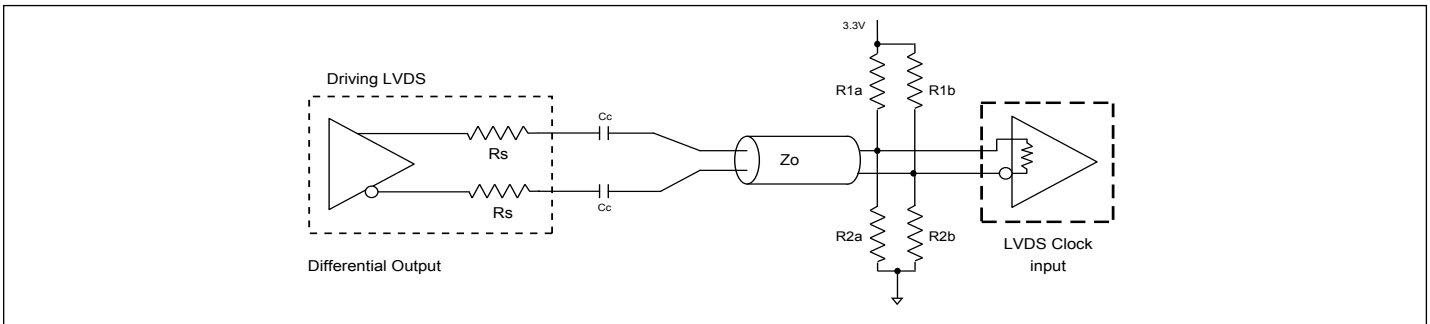 3.3V
Driving LVDS
R1a
R1b
Cc
Rs
Zo
Rs
Cc
R2a
R2b
LVDS Clock
input
Differential Output